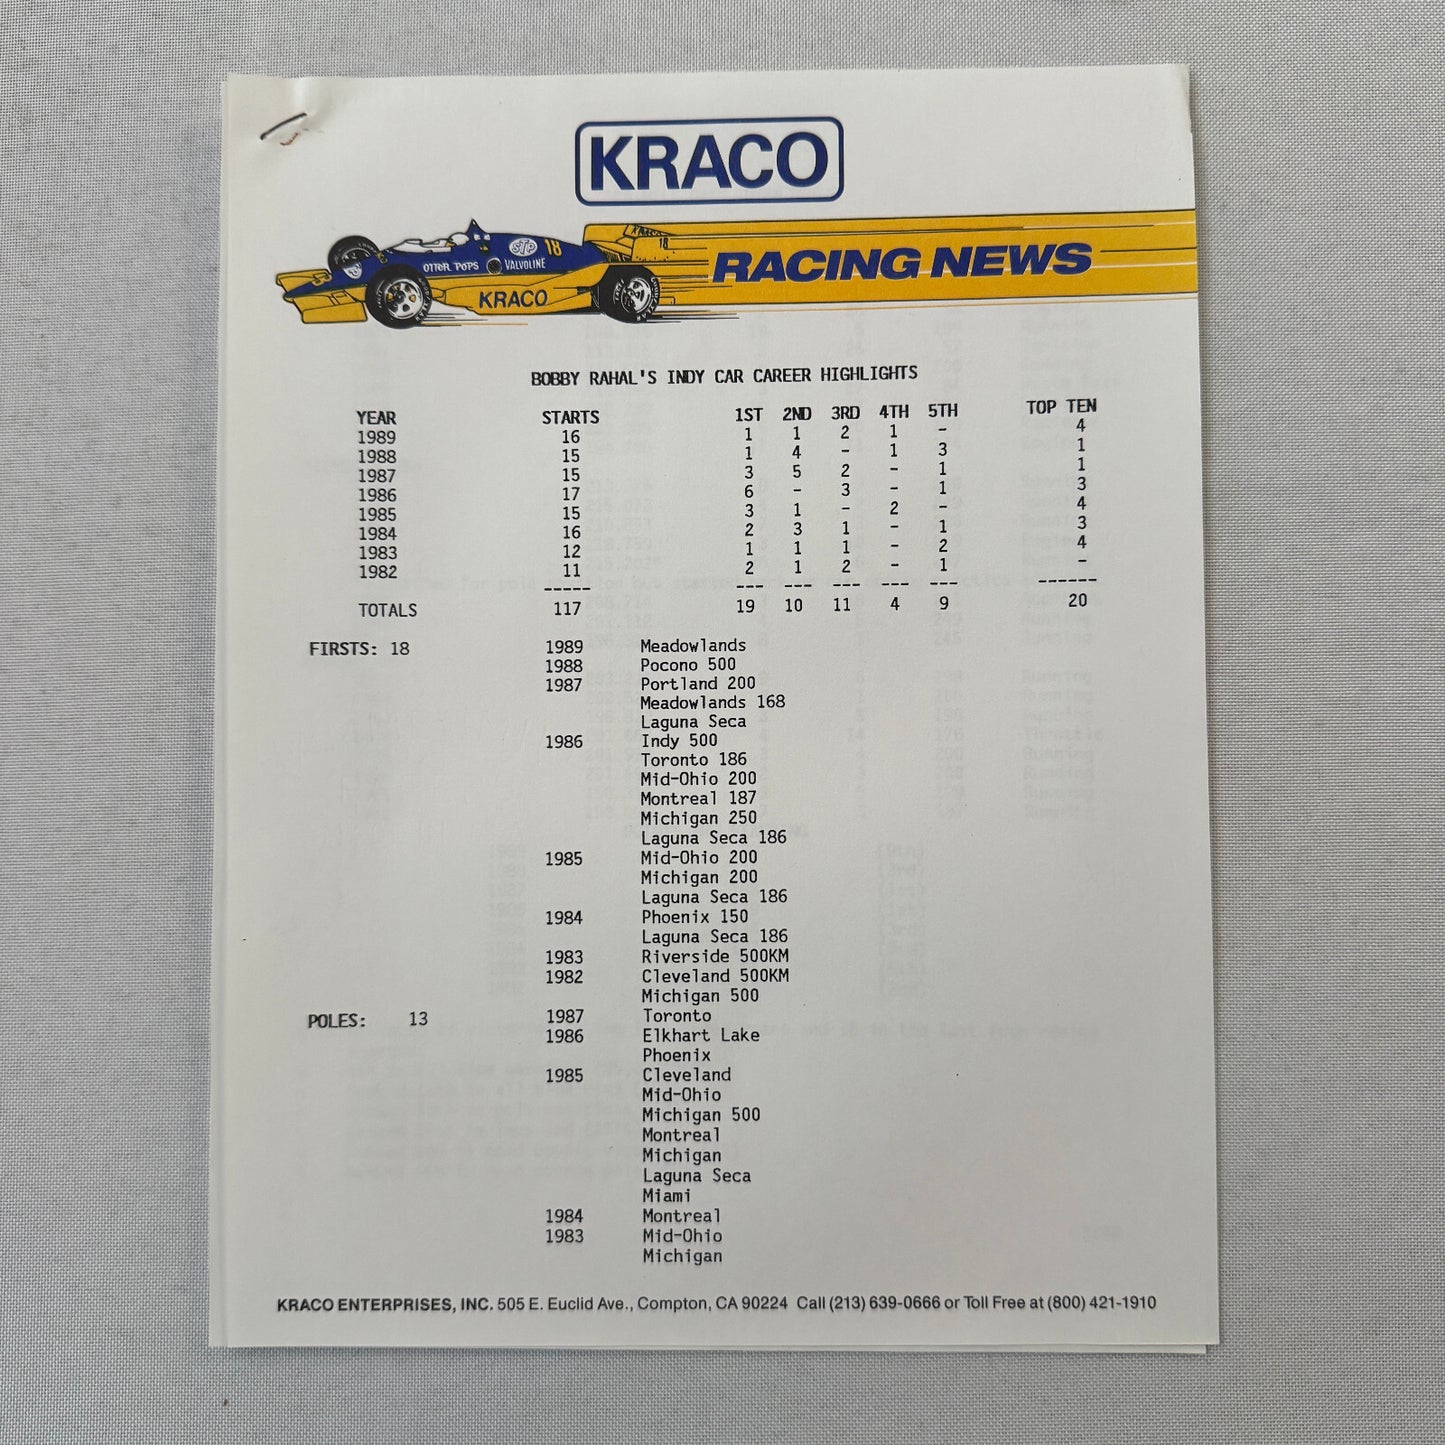 KRACO
RACING NEWS
KRACO 18
OTTER POPS STP VALVOLINE 18
KRACO
BOBBY RAHAL'S INDY CAR CAREER HIGHLIGHTS
YEAR STARTS 1ST 2ND 3RD 4TH 5TH TOP TEN
1989 16 1 1 2 1 - 4
1988 15 1 4 - 1 3 1
1987 15 3 5 2 - 1 1
1986 17 6 - 3 - 1 3
1985 15 3 1 - 2 - 4
1984 16 2 3 1 - 1 3
1983 12 1 1 1 - 2 4
1982 11 2 1 2 - 1 -
----- --- --- --- --- --- ------
TOTALS 117 19 10 11 4 9 20
FIRSTS: 18 1989 Meadowlands
1988 Pocono 500
1987 Portland 200
Meadowlands 168
Laguna Seca
1986 Indy 500
Toronto 186
Mid-Ohio 200
Montreal 187
Michigan 250
Laguna Seca 186
1985 Mid-Ohio 200
Michigan 200
Laguna Seca 186
1984 Phoenix 150
Laguna Seca 186
1983 Riverside 500KM
1982 Cleveland 500KM
Michigan 500
POLES: 13 1987 Toronto
1986 Elkhart Lake
Phoenix
1985 Cleveland
Mid-Ohio
Michigan 500
Montreal
Michigan
Laguna Seca
Miami
1984 Montreal
1983 Mid-Ohio
Michigan
KRACO ENTERPRISES, INC. 505 E. Euclid Ave., Compton, CA 90224 Call (213) 639-0666 or Toll Free at (800) 421-1910